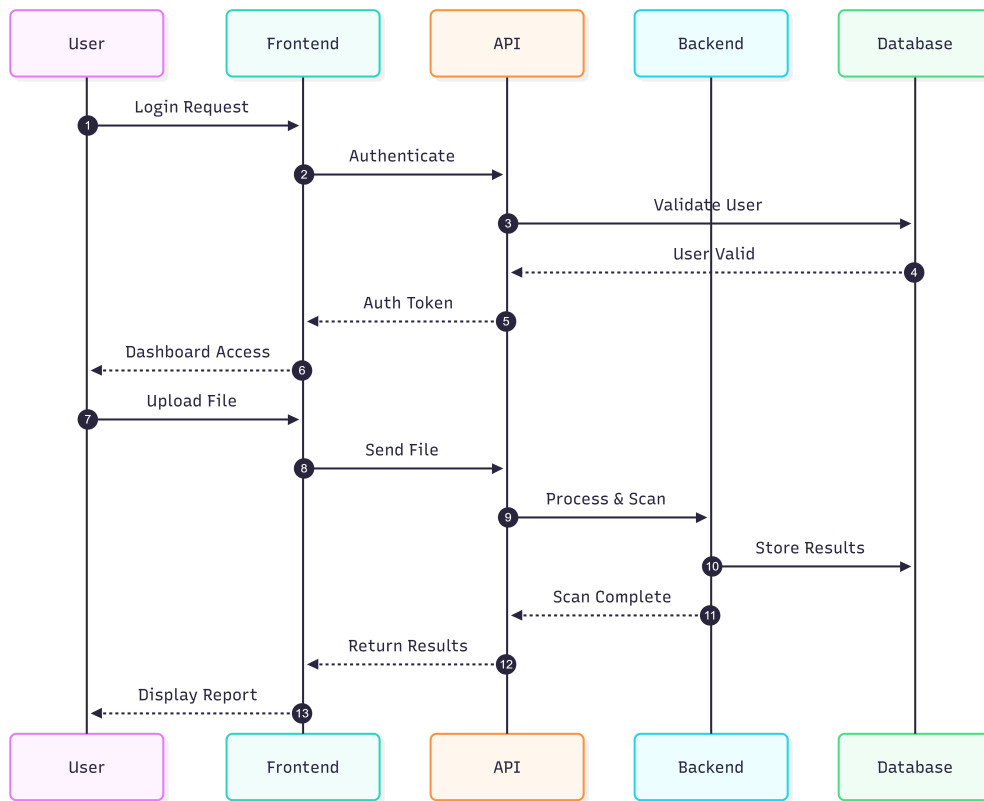 User
Frontend
API
Backend
Database
Login Request
1
Authenticate
2
Validate User
3
User Valid
4
Auth Token
5
Dashboard Access
6
Upload File
7
Send File
8
Process & Scan
9
Store Results
10
Scan Complete
11
Return Results
12
Display Report
13
User
Frontend
API
Backend
Database